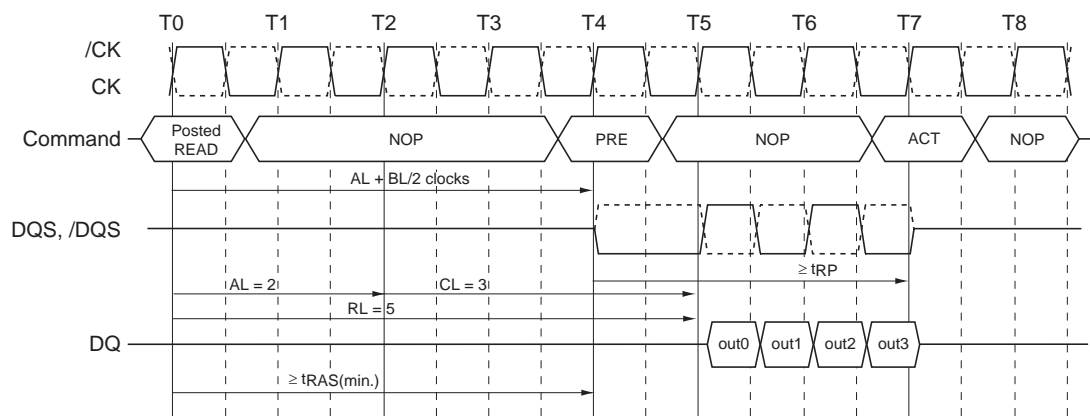 T0 T1 T2 T3 T4 T5 T6 T7 T8
/CK
CK
Command
Posted
READ
NOP
PRE
NOP
ACT
NOP
AL + BL/2 clocks
DQS, /DQS
≥ tRP
AL = 2
CL = 3
RL = 5
DQ
out0 out1 out2 out3
≥ tRAS(min.)